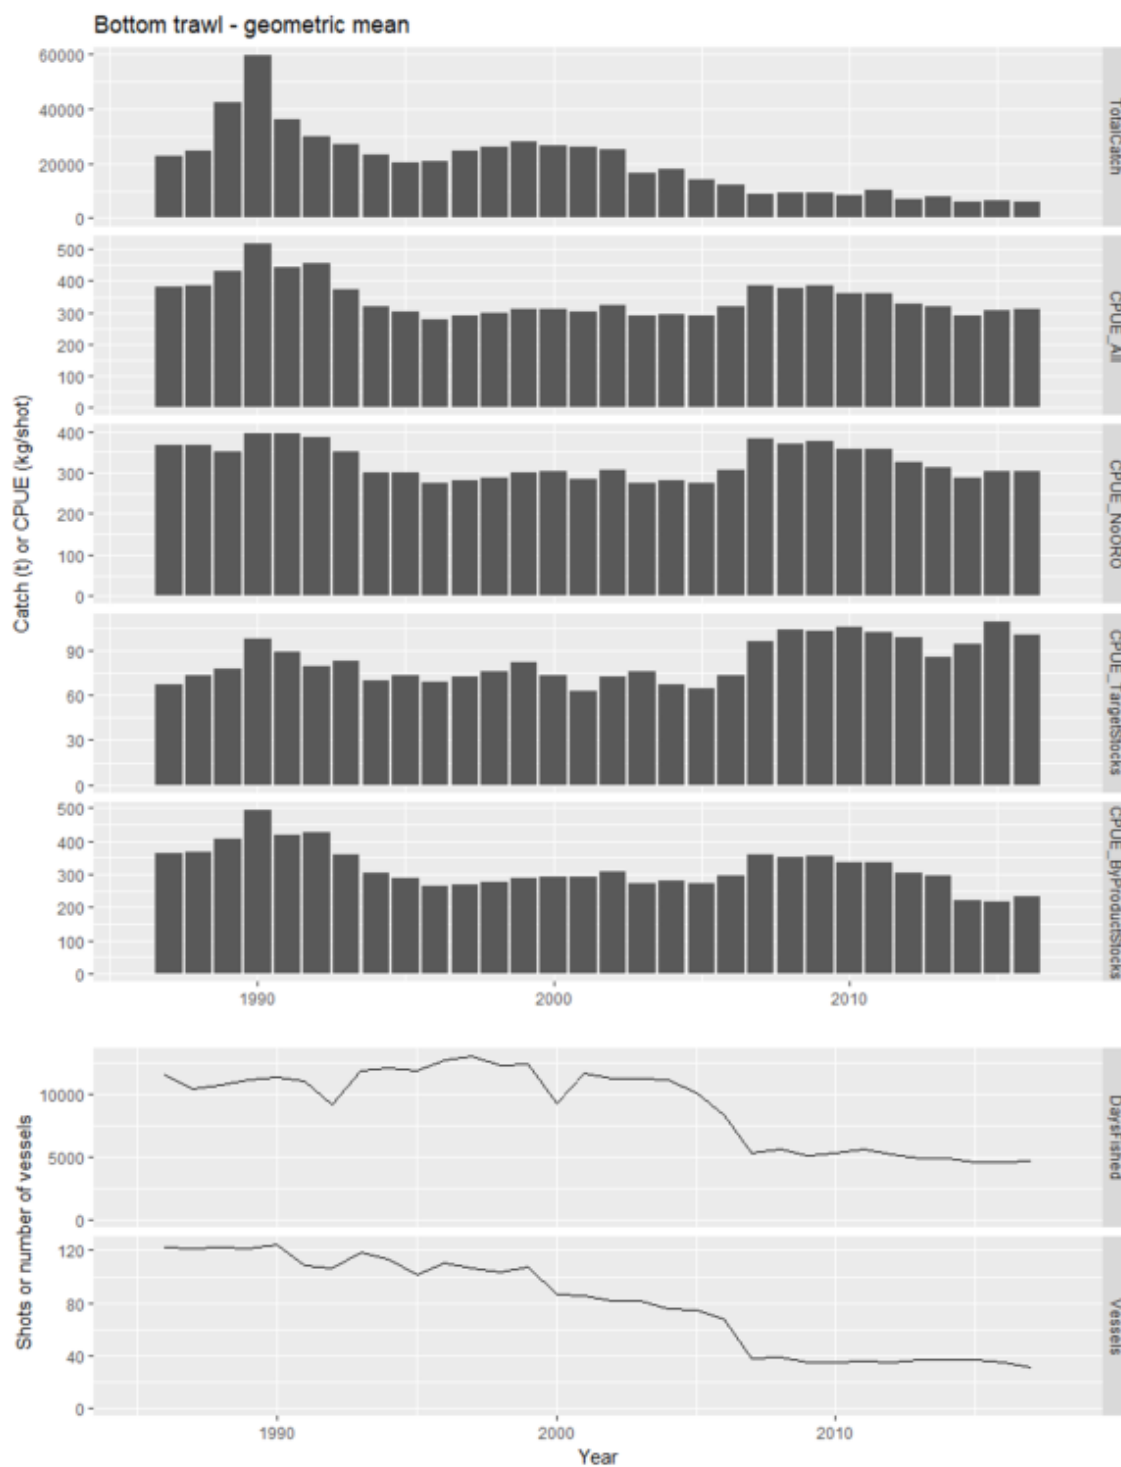 Bottom trawl - geometric mean
Catch (t) or CPUE (kg/shot)
60000
40000
20000
0
TotalCatch
500
400
300
200
100
0
CPUE_All
400
300
200
100
0
CPUE_NoORO
90
60
30
0
CPUE_TargetStocks
500
400
300
200
100
0
CPUE_ByProductStocks
1990 2000 2010
Shots or number of vessels
10000
5000
0
DaysFished
120
80
40
0
Vessels
1990 2000 2010
Year